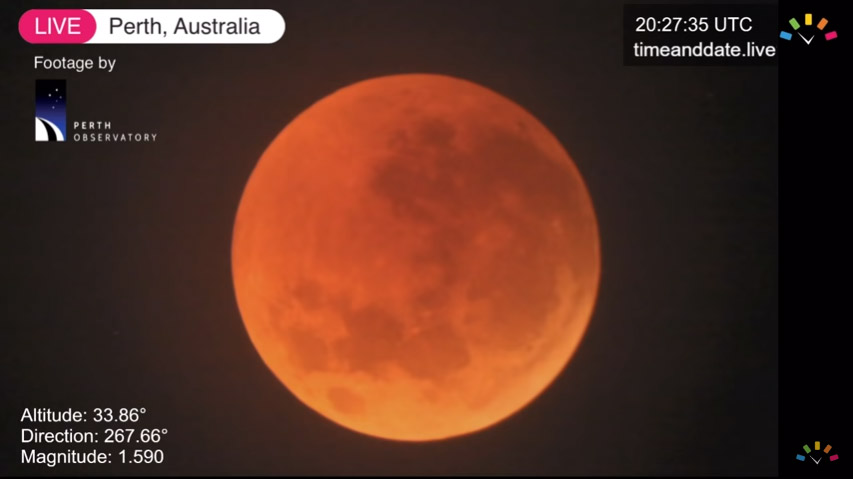 LIVE Perth, Australia
20:27:35 UTC
timeanddate.live
Footage by
PERTH
OBSERVATORY
Altitude: 33.86°
Direction: 267.66°
Magnitude: 1.590